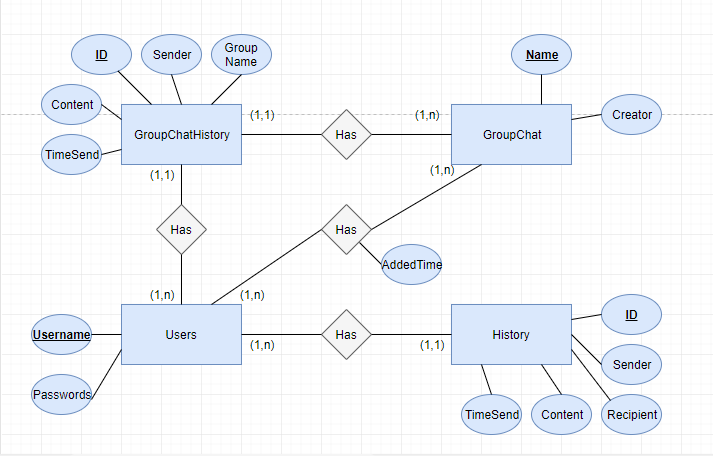 ID
Sender
Group
Name
Name
Content
Creator
(1,1)
(1,n)
GroupChatHistory
Has
GroupChat
TimeSend
(1,1)
(1,n)
Has
Has
AddedTime
(1,n)
(1,n)
ID
Username
Users
Has
History
(1,n)
(1,1)
Sender
Passwords
TimeSend
Content
Recipient